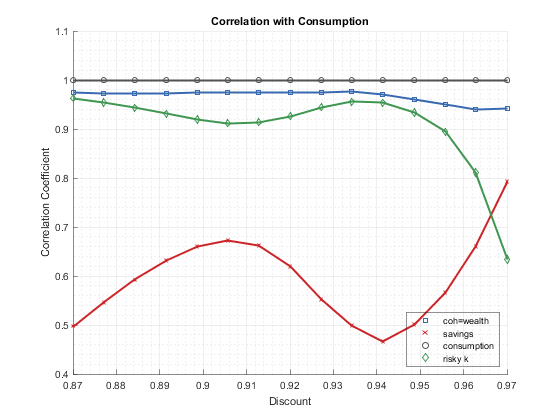 Correlation with Consumption
1.1
1
0.9
0.8
0.7
0.6
0.5
0.4
Correlation Coefficient
coh=wealth
savings
consumption
risky k
0.87 0.88 0.89 0.9 0.91 0.92 0.93 0.94 0.95 0.96 0.97
Discount